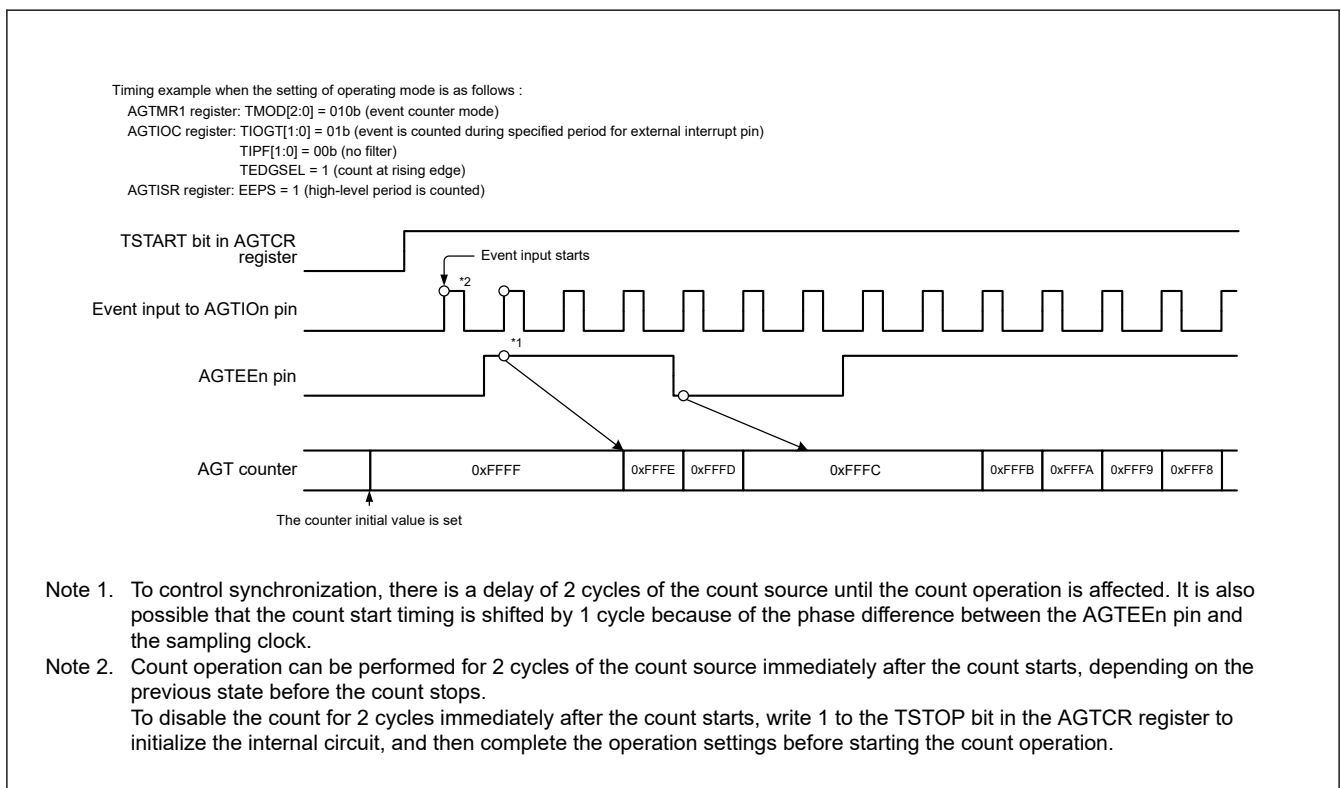 Timing example when the setting of operating mode is as follows :
AGTMR1 register: TMOD[2:0] = 010b (event counter mode)
AGTIOC register: TIOGT[1:0] = 01b (event is counted during specified period for external interrupt pin)
TIPF[1:0] = 00b (no filter)
TEDGSEL = 1 (count at rising edge)
AGTISR register: EEPS = 1 (high-level period is counted)
TSTART bit in AGTCR
register
Event input starts
*2
Event input to AGTIOn pin
*1
AGTEEn pin
AGT counter
0xFFFF
0xFFFE
0xFFFD
0xFFFC
0xFFFB
0xFFFA
0xFFF9
0xFFF8
The counter initial value is set
Note 1. To control synchronization, there is a delay of 2 cycles of the count source until the count operation is affected. It is also
possible that the count start timing is shifted by 1 cycle because of the phase difference between the AGTEEn pin and
the sampling clock.
Note 2. Count operation can be performed for 2 cycles of the count source immediately after the count starts, depending on the
previous state before the count stops.
To disable the count for 2 cycles immediately after the count starts, write 1 to the TSTOP bit in the AGTCR register to
initialize the internal circuit, and then complete the operation settings before starting the count operation.